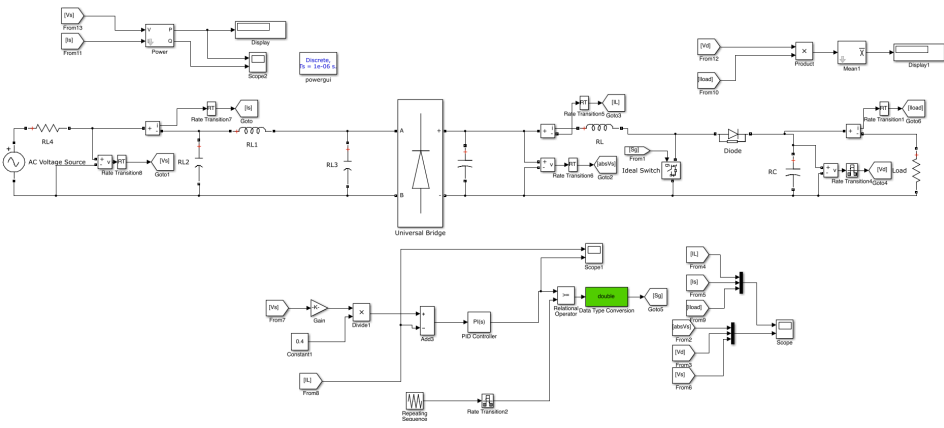 [Vs]
From13
[Is]
From11
V
I
P
Q
Power
Display
Scope2
Discrete,
Ts = 1e-06 s.
powergui
[Vd]
From12
[Iload]
From10
×
Product
X
Mean1
Display1
RL4
AC Voltage Source
+
-
i
v
RT
Rate Transition7
[Is]
Goto
RT
Rate Transition8
[Vs]
Goto1
RL2
RL1
RL3
A
B
+
-
Universal Bridge
+
-
i
v
RT
Rate Transition5
[IL]
Goto3
RL
RT
Rate Transition6
[absVs]
Goto2
[Sg]
From1
Ideal Switch
Diode
RC
+
-
i
v
RT
Rate Transition1
[Iload]
Goto6
Rate Transition4
[Vd]
Goto4
Load
[Vs]
From7
-K-
Gain
0.4
Constant1
×
Divide1
[IL]
From8
+
−
Add3
PI(s)
PID Controller
Scope1
>=
Relational
Operator
double
Data Type Conversion
[Sg]
Goto5
Repeating
Sequence
Rate Transition2
[IL]
From4
[Is]
From5
[Iload]
From9
[absVs]
From2
[Vd]
From3
[Vs]
From6
Scope